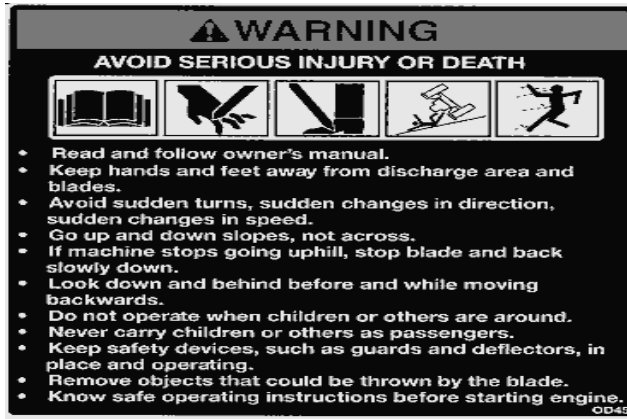 WARNING
AVOID SERIOUS INJURY OR DEATH
• Read and follow owner's manual.
• Keep hands and feet away from discharge area and
blades.
• Avoid sudden turns, sudden changes in direction,
sudden changes in speed.
• Go up and down slopes, not across.
• If machine stops going uphill, stop blade and back
slowly down.
• Look down and behind before and while moving
backwards.
• Do not operate when children or others are around.
• Never carry children or others as passengers.
• Keep safety devices, such as guards and deflectors, in
place and operating.
• Remove objects that could be thrown by the blade.
• Know safe operating instructions before starting engine.